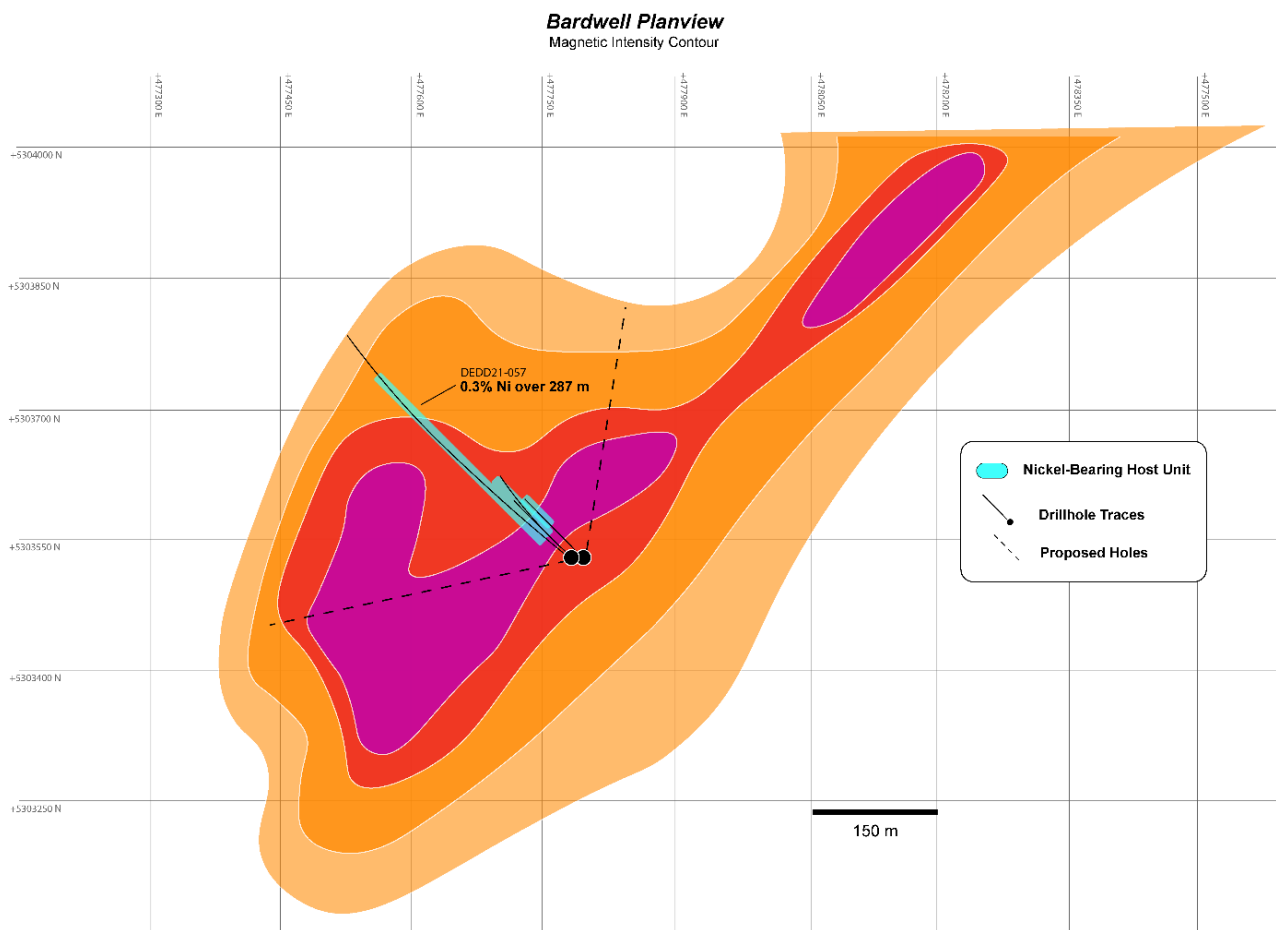 Bardwell Planview
Magnetic Intensity Contour
+477300 E
+477450 E
+477600 E
+477750 E
+477900 E
+478050 E
+478200 E
+478350 E
+477500 E
+5304000 N
+5303850 N
DEDD21-057
0.3% Ni over 287 m
+5303700 N
Nickel-Bearing Host Unit
Drillhole Traces
Proposed Holes
+5303550 N
+5303400 N
+5303250 N
150 m